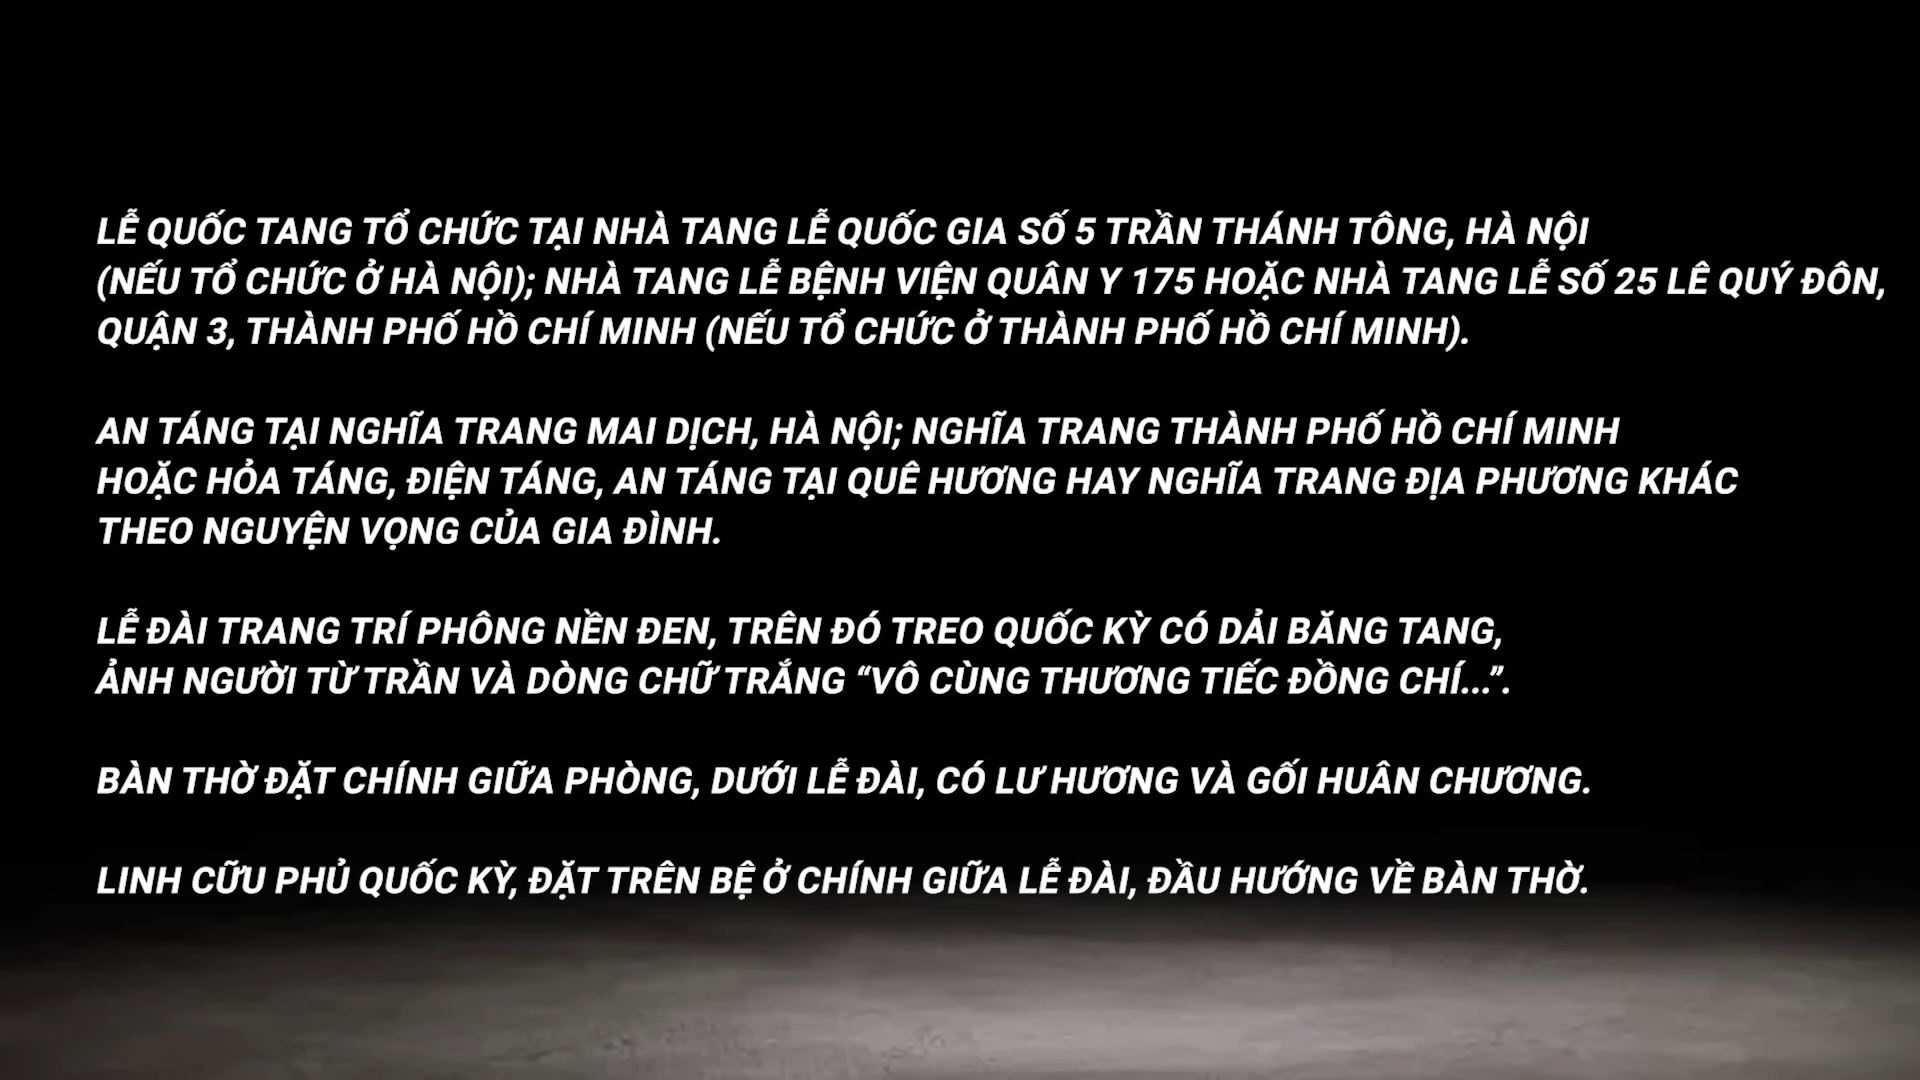 LỄ QUỐC TANG TỔ CHỨC TẠI NHÀ TANG LỄ QUỐC GIA SỐ 5 TRẦN THÁNH TÔNG, HÀ NỘI
(NẾU TỔ CHỨC Ở HÀ NỘI); NHÀ TANG LỄ BỆNH VIỆN QUÂN Y 175 HOẶC NHÀ TANG LỄ SỐ 25 LÊ QUÝ ĐÔN,
QUẬN 3, THÀNH PHỐ HỒ CHÍ MINH (NẾU TỔ CHỨC Ở THÀNH PHỐ HỒ CHÍ MINH).
AN TÁNG TẠI NGHĨA TRANG MAI DỊCH, HÀ NỘI; NGHĨA TRANG THÀNH PHỐ HỒ CHÍ MINH
HOẶC HỎA TÁNG, ĐIỆN TÁNG, AN TÁNG TẠI QUÊ HƯƠNG HAY NGHĨA TRANG ĐỊA PHƯƠNG KHÁC
THEO NGUYỆN VỌNG CỦA GIA ĐÌNH.
LỄ ĐÀI TRANG TRÍ PHÔNG NỀN ĐEN, TRÊN ĐÓ TREO QUỐC KỲ CÓ DẢI BĂNG TANG,
ẢNH NGƯỜI TỪ TRẦN VÀ DÒNG CHỮ TRẮNG “VÔ CÙNG THƯƠNG TIẾC ĐỒNG CHÍ...”.
BÀN THỜ ĐẶT CHÍNH GIỮA PHÒNG, DƯỚI LỄ ĐÀI, CÓ LƯ HƯƠNG VÀ GỐI HUÂN CHƯƠNG.
LINH CỮU PHỦ QUỐC KỲ, ĐẶT TRÊN BỆ Ở CHÍNH GIỮA LỄ ĐÀI, ĐẦU HƯỚNG VỀ BÀN THỜ.